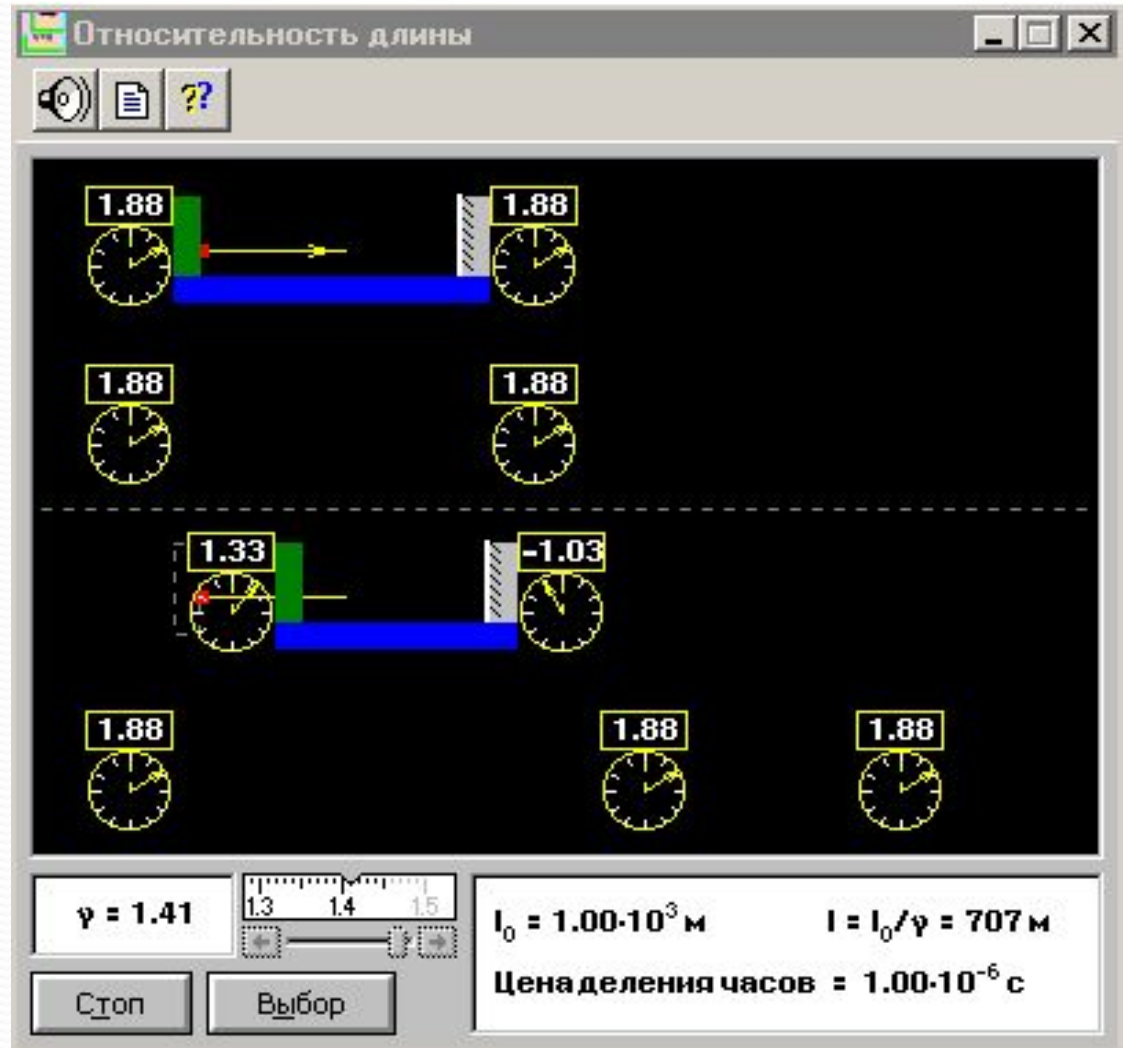 Относительность длины
??
1.88 1.88
1.88 1.88
1.33 -1.03
1.88 1.88 1.88
γ = 1.41
1.3 1.4 1.5
l₀ = 1.00·10³ м l = l₀/γ = 707 м
Цена деления часов = 1.00·10⁻⁶ с
Стоп Выбор